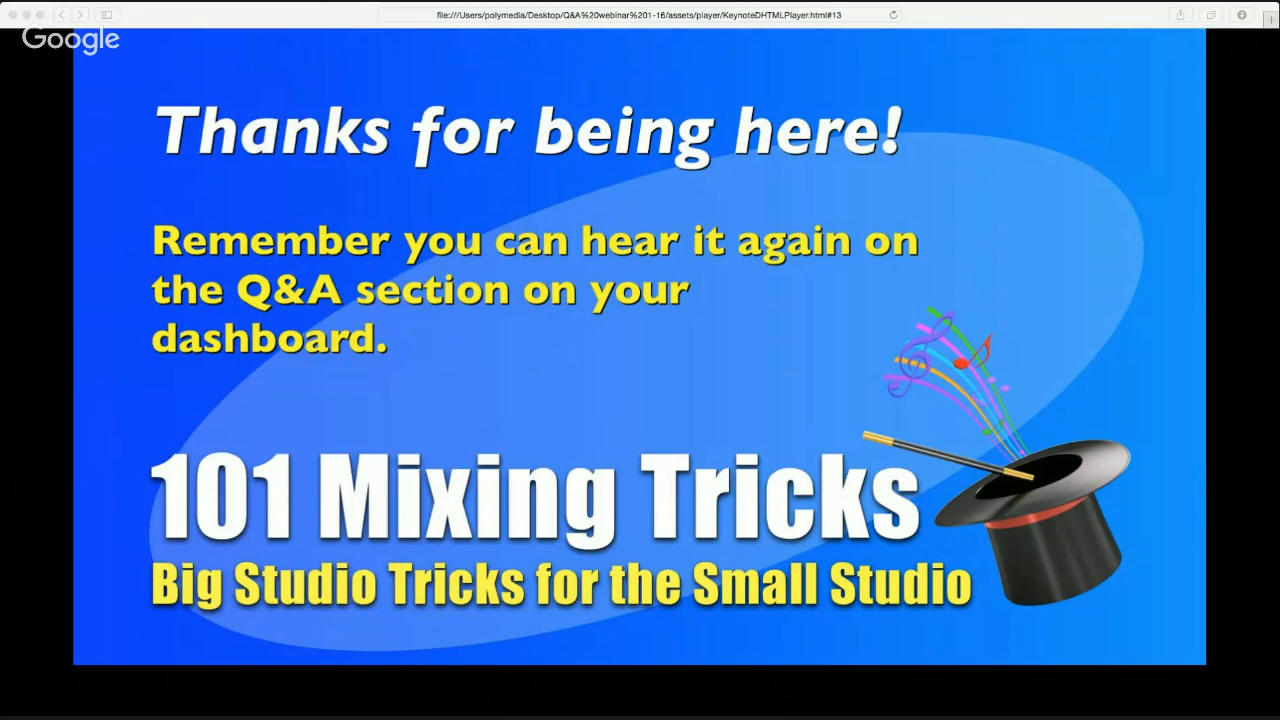 file:///Users/polymedia/Desktop/Q&A%20webinar%201-16/assets/player/KeynoteDHTMLPlayer.html#13
Google
Thanks for being here!
Remember you can hear it again on
the Q&A section on your
dashboard.
101 Mixing Tricks
Big Studio Tricks for the Small Studio